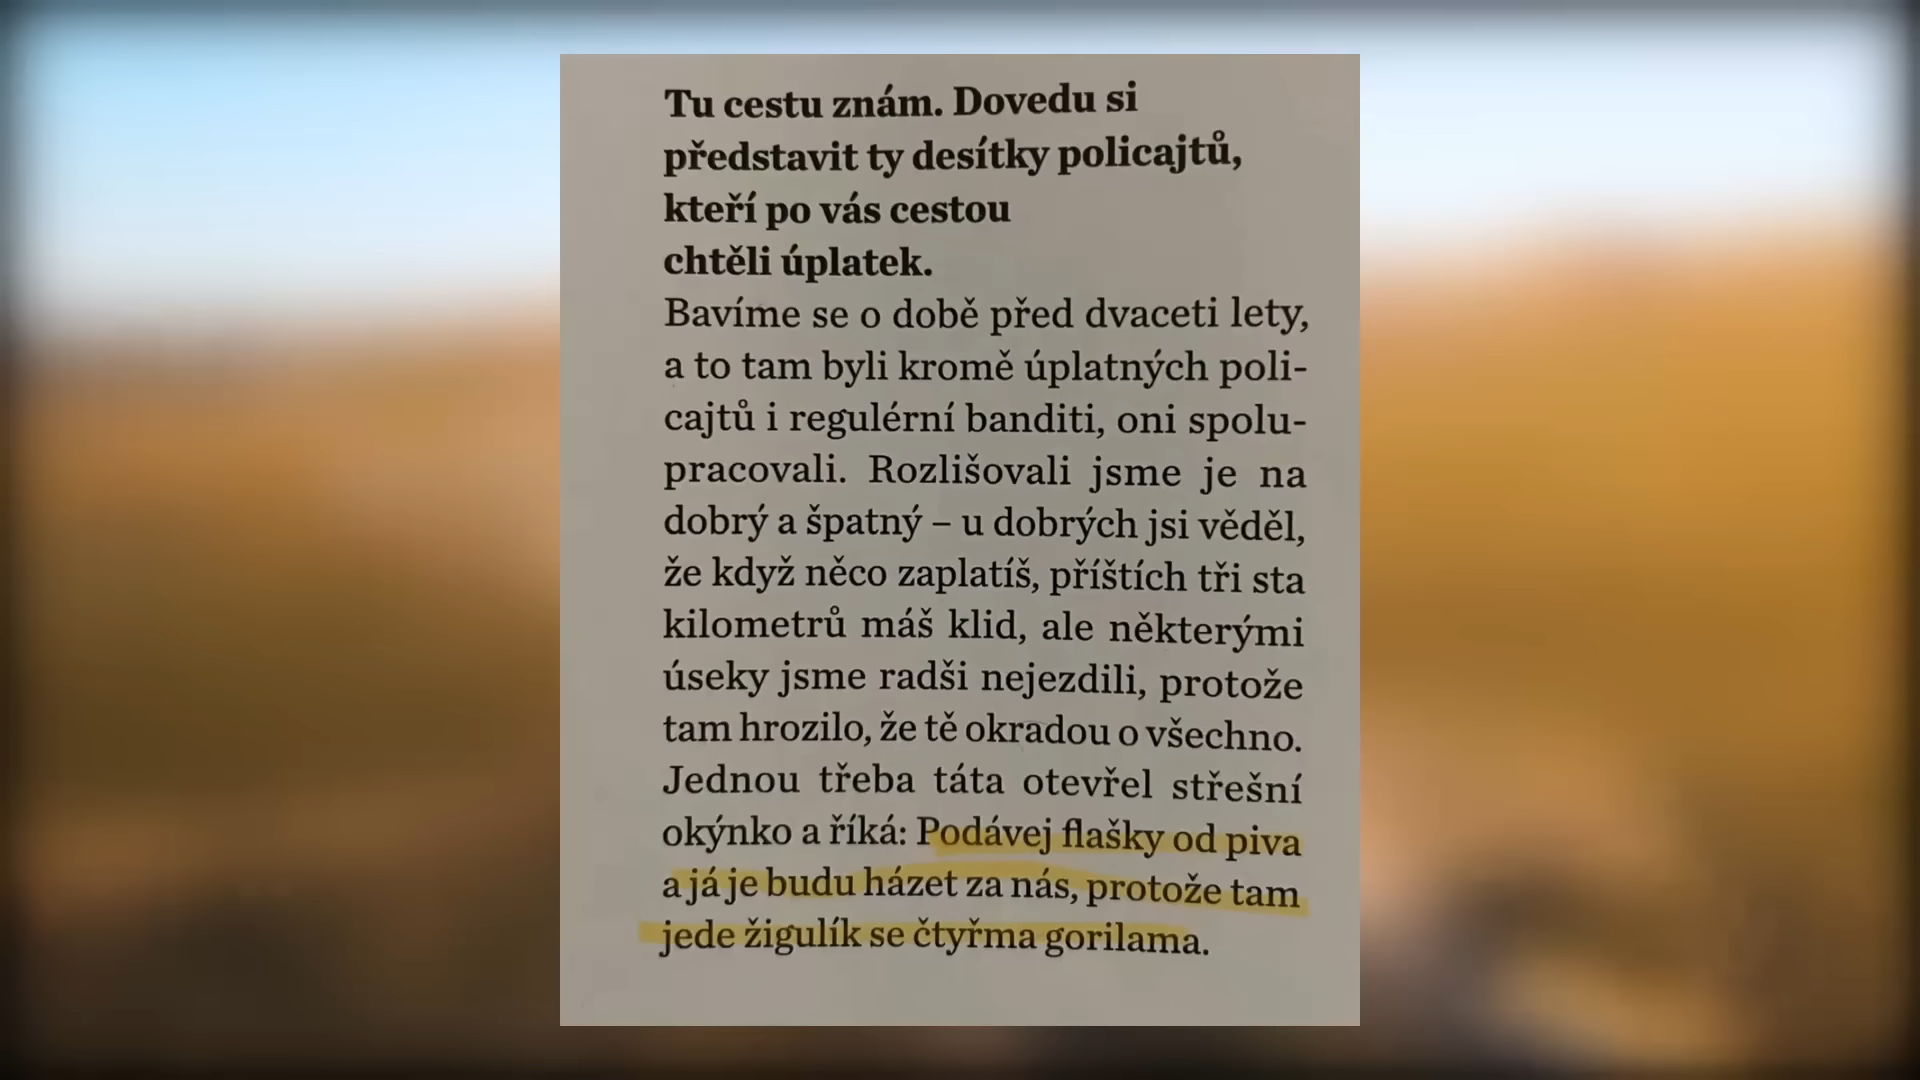 Tu cestu znám. Dovedu si
představit ty desítky policajtů,
kteří po vás cestou
chtěli úplatek.
Bavíme se o době před dvaceti lety,
a to tam byli kromě úplatných poli-
cajtů i regulérní banditi, oni spolu-
pracovali. Rozlišovali jsme je na
dobrý a špatný – u dobrých jsi věděl,
že když něco zaplatíš, příštích tři sta
kilometrů máš klid, ale některými
úseky jsme radši nejezdili, protože
tam hrozilo, že tě okradou o všechno.
Jednou třeba táta otevřel střešní
okýnko a říká: Podávej flašky od piva
a já je budu házet za nás, protože tam
jede žigulík se čtyřma gorilama.